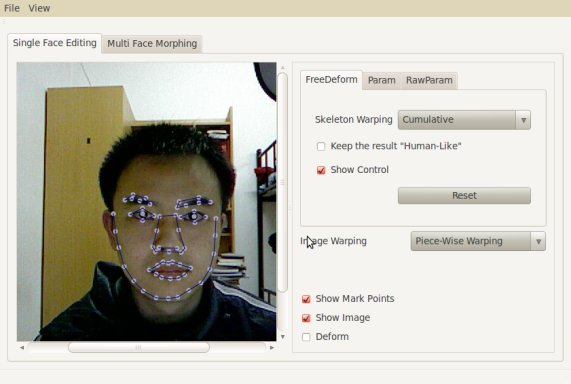 File View
Single Face Editing Multi Face Morphing
FreeDeform Param RawParam
Skeleton Warping Cumulative
Keep the result "Human-Like"
Show Control
Reset
Image Warping Piece-Wise Warping
Show Mark Points
Show Image
Deform